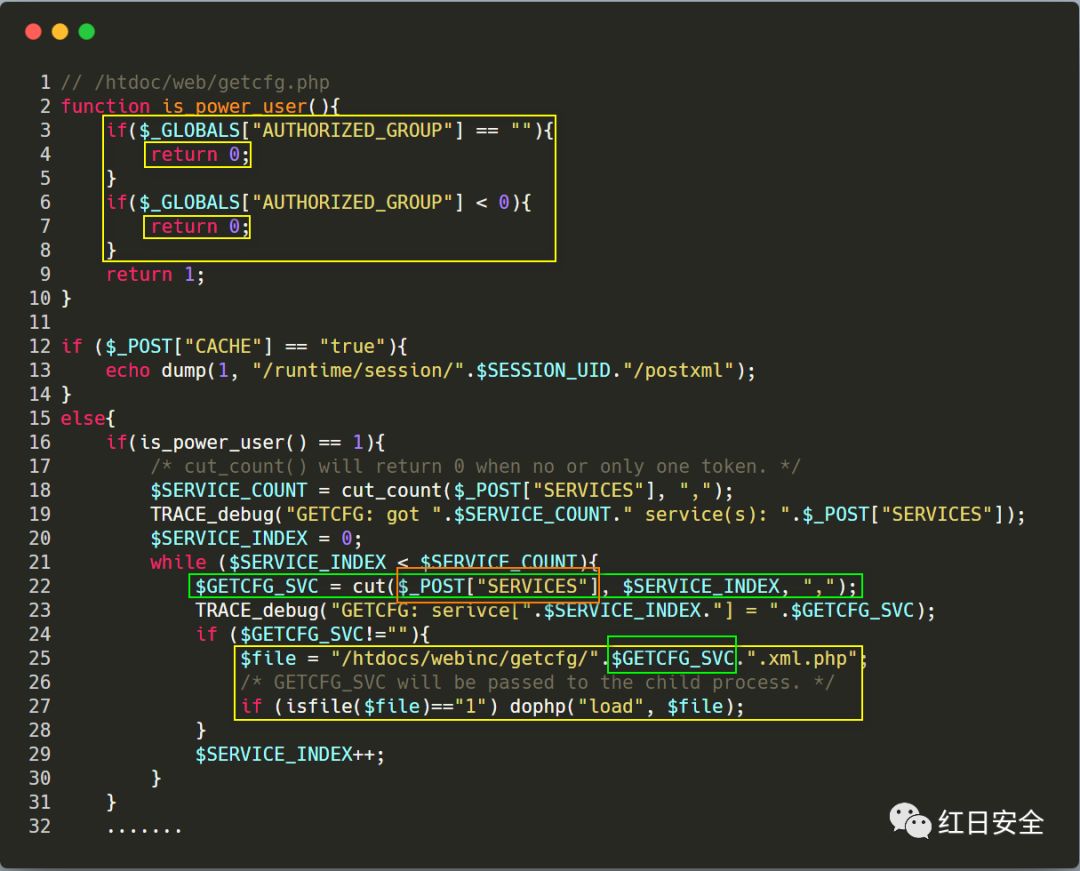 1 // /htdoc/web/getcfg.php
2 function is_power_user(){
3     if($_GLOBALS["AUTHORIZED_GROUP"] == ""){
4         return 0;
5     }
6     if($_GLOBALS["AUTHORIZED_GROUP"] < 0){
7         return 0;
8     }
9     return 1;
10 }
11
12 if ($_POST["CACHE"] == "true"){
13     echo dump(1, "/runtime/session/".$SESSION_UID."/postxml");
14 }
15 else{
16     if(is_power_user() == 1){
17         /* cut_count() will return 0 when no or only one token. */
18         $SERVICE_COUNT = cut_count($_POST["SERVICES"], ",");
19         TRACE_debug("GETCFG: got ".$SERVICE_COUNT." service(s): ".$_POST["SERVICES"]);
20         $SERVICE_INDEX = 0;
21         while ($SERVICE_INDEX < $SERVICE_COUNT){
22             $GETCFG_SVC = cut($_POST["SERVICES"], $SERVICE_INDEX, ",");
23             TRACE_debug("GETCFG: serivce[".$SERVICE_INDEX."] = ".$GETCFG_SVC);
24             if ($GETCFG_SVC!=""){
25                 $file = "/htdocs/webinc/getcfg/".$GETCFG_SVC.".xml.php";
26                 /* GETCFG_SVC will be passed to the child process. */
27                 if (isfile($file)=="1") dophp("load", $file);
28             }
29             $SERVICE_INDEX++;
30         }
31     }
32     .......
红日安全